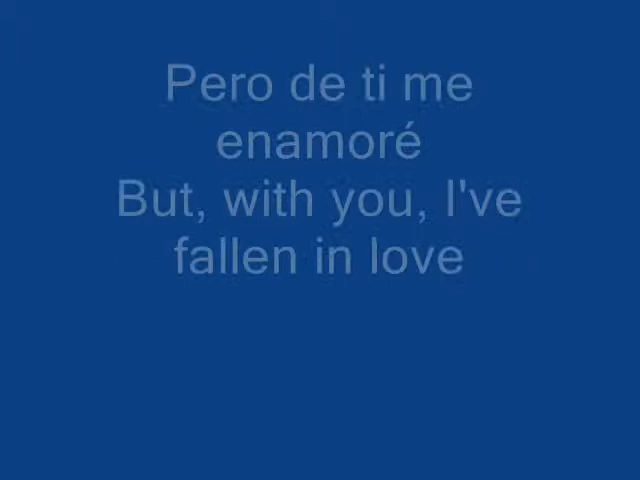 Pero de ti me
enamoré
But, with you, I've
fallen in love